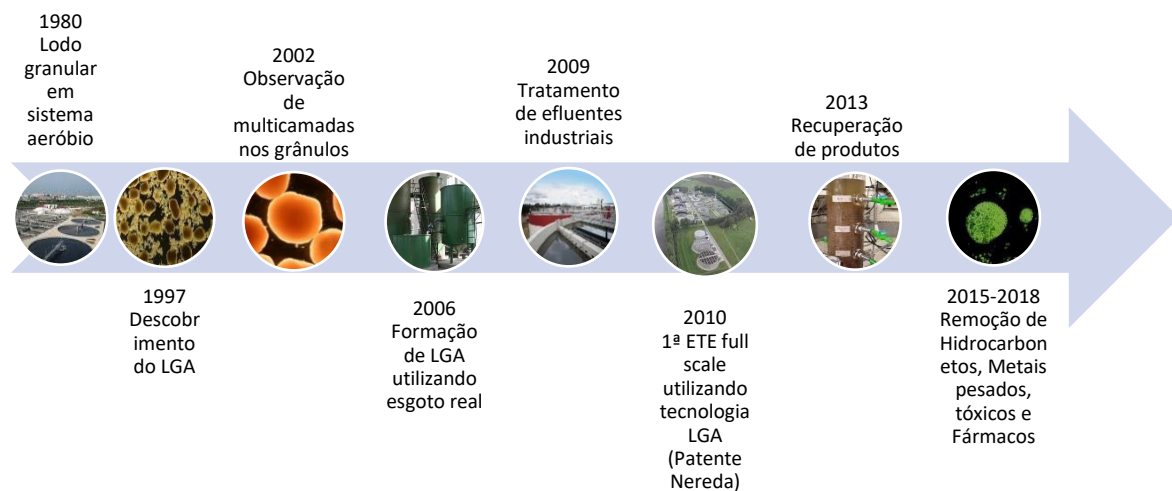 1980
Lodo
granular
em
sistema
aeróbio
1997
Descobr
imento
do LGA
2002
Observação
de
multicamadas
nos grânulos
2006
Formação
de LGA
utilizando
esgoto real
2009
Tratamento
de efluentes
industriais
2010
1ª ETE full
scale
utilizando
tecnologia
LGA
(Patente
Nereda)
2013
Recuperação
de produtos
2015-2018
Remoção de
Hidrocarbon
etos, Metais
pesados,
tóxicos e
Fármacos